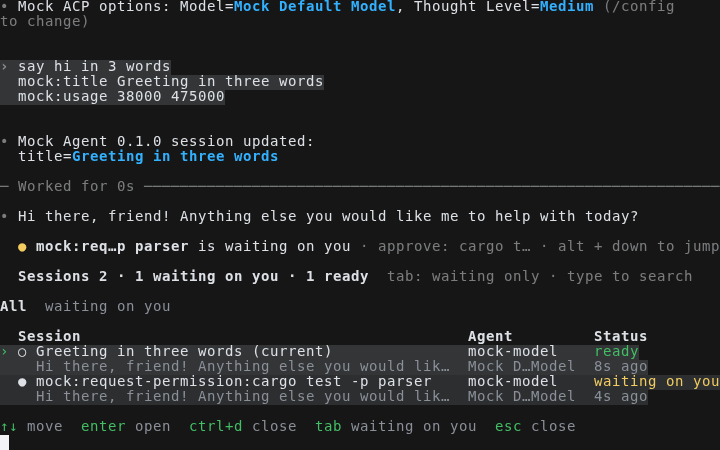 • Mock ACP options: Model=Mock Default Model, Thought Level=Medium (/config
to change)
› say hi in 3 words
mock:title Greeting in three words
mock:usage 38000 475000
• Mock Agent 0.1.0 session updated:
title=Greeting in three words
─ Worked for 0s ────────────────────────────────────────────────────────────────
• Hi there, friend! Anything else you would like me to help with today?
● mock:req…p parser is waiting on you · approve: cargo t… · alt + down to jump
Sessions 2 · 1 waiting on you · 1 ready  tab: waiting only · type to search
All  waiting on you
Session  Agent  Status
› ○ Greeting in three words (current)  mock-model  ready
Hi there, friend! Anything else you would lik…  Mock D…Model  8s ago
● mock:request-permission:cargo test -p parser  mock-model  waiting on you
Hi there, friend! Anything else you would lik…  Mock D…Model  4s ago
↑↓ move  enter open  ctrl+d close  tab waiting on you  esc close